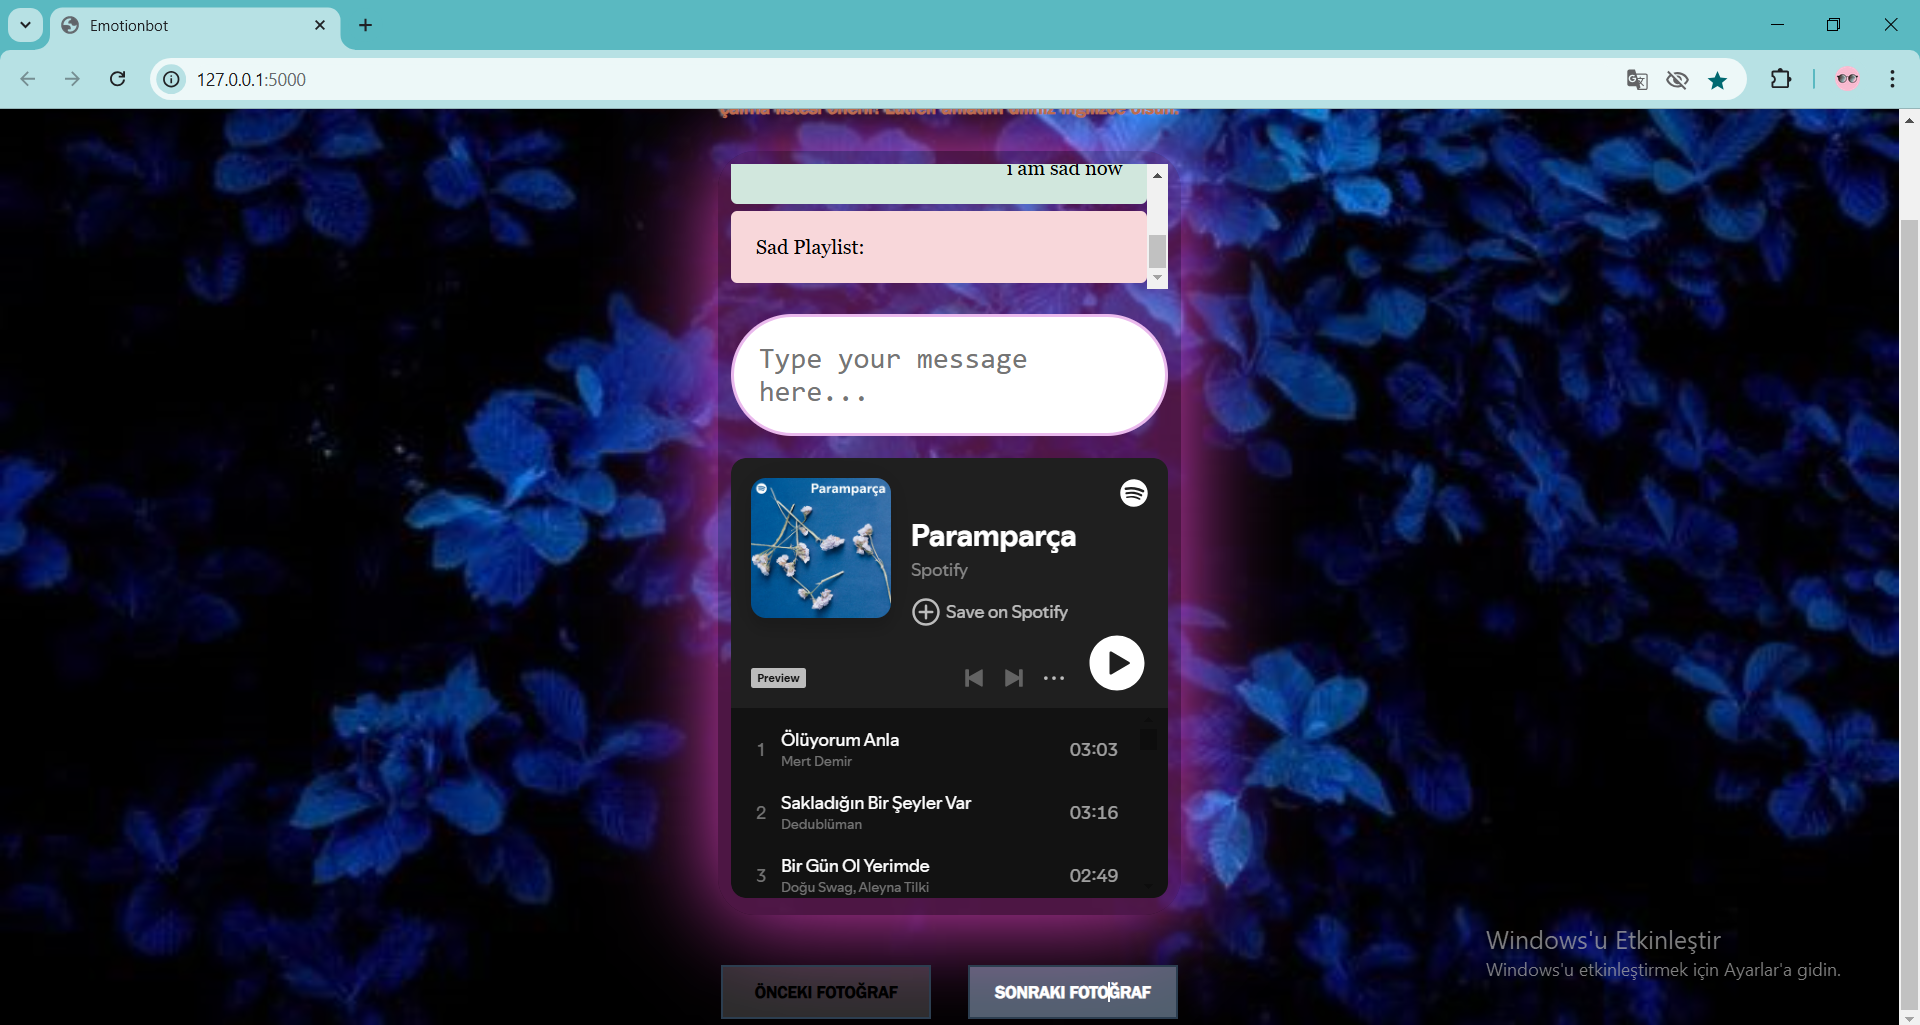 Emotionbot
127.0.0.1:5000
i am sad now
Sad Playlist:
Type your message
here...
Paramparça
Paramparça
Spotify
Save on Spotify
Preview
1 Ölüyorum Anla 03:03
Mert Demir
2 Sakladığın Bir Şeyler Var 03:16
Dedublüman
3 Bir Gün Ol Yerimde 02:49
Doğu Swag, Aleyna Tilki
Windows'u Etkinleştir
Windows'u etkinleştirmek için Ayarlar'a gidin.
ÖNCEKI FOTOĞRAF
SONRAKI FOTOĞRAF